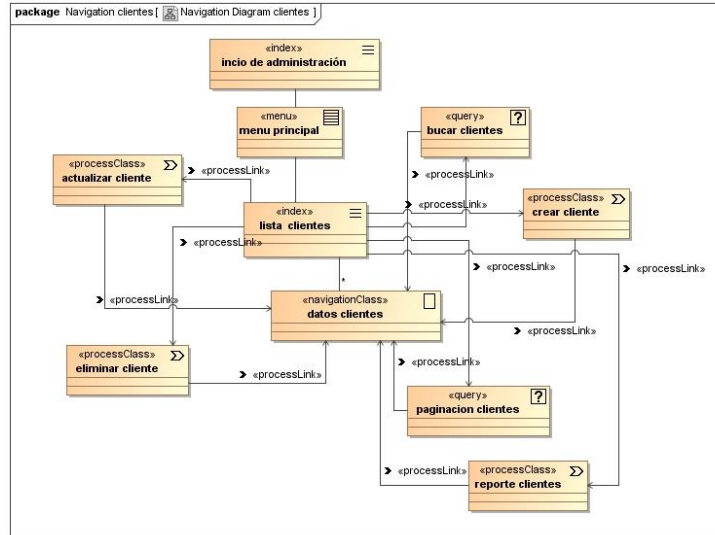 package Navigation clientes [ Navigation Diagram clientes ]
«index»
incio de administración
«menu»
menu principal
«query»
?
bucar clientes
«processClass»
actualizar cliente
«processLink»
«processLink»
«processClass»
crear cliente
«index»
lista clientes
«processLink»
«processLink»
«processLink»
«processLink»
*
«processLink»
«navigationClass»
datos clientes
«processLink»
«processClass»
eliminar cliente
«processLink»
«processLink»
«query»
?
paginacion clientes
«processLink»
«processClass»
reporte clientes